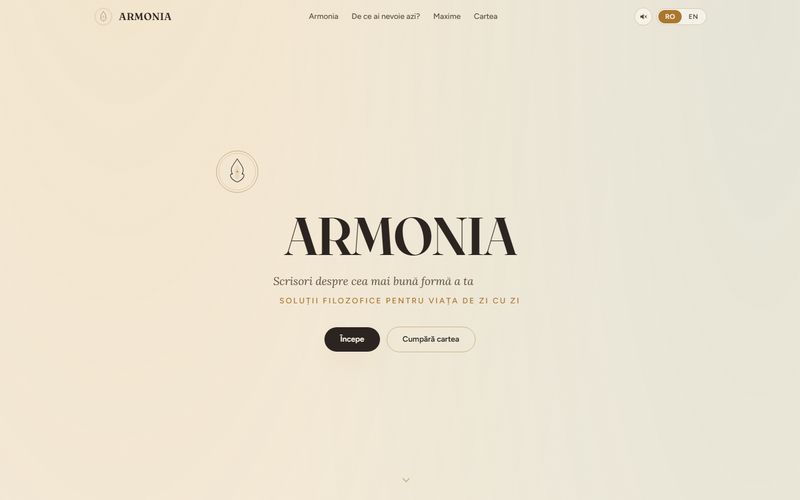 ARMONIA
Armonia De ce ai nevoie azi? Maxime Cartea
RO EN
ARMONIA
Scrisori despre cea mai bună formă a ta
SOLUȚII FILOZOFICE PENTRU VIAȚA DE ZI CU ZI
Începe Cumpără cartea